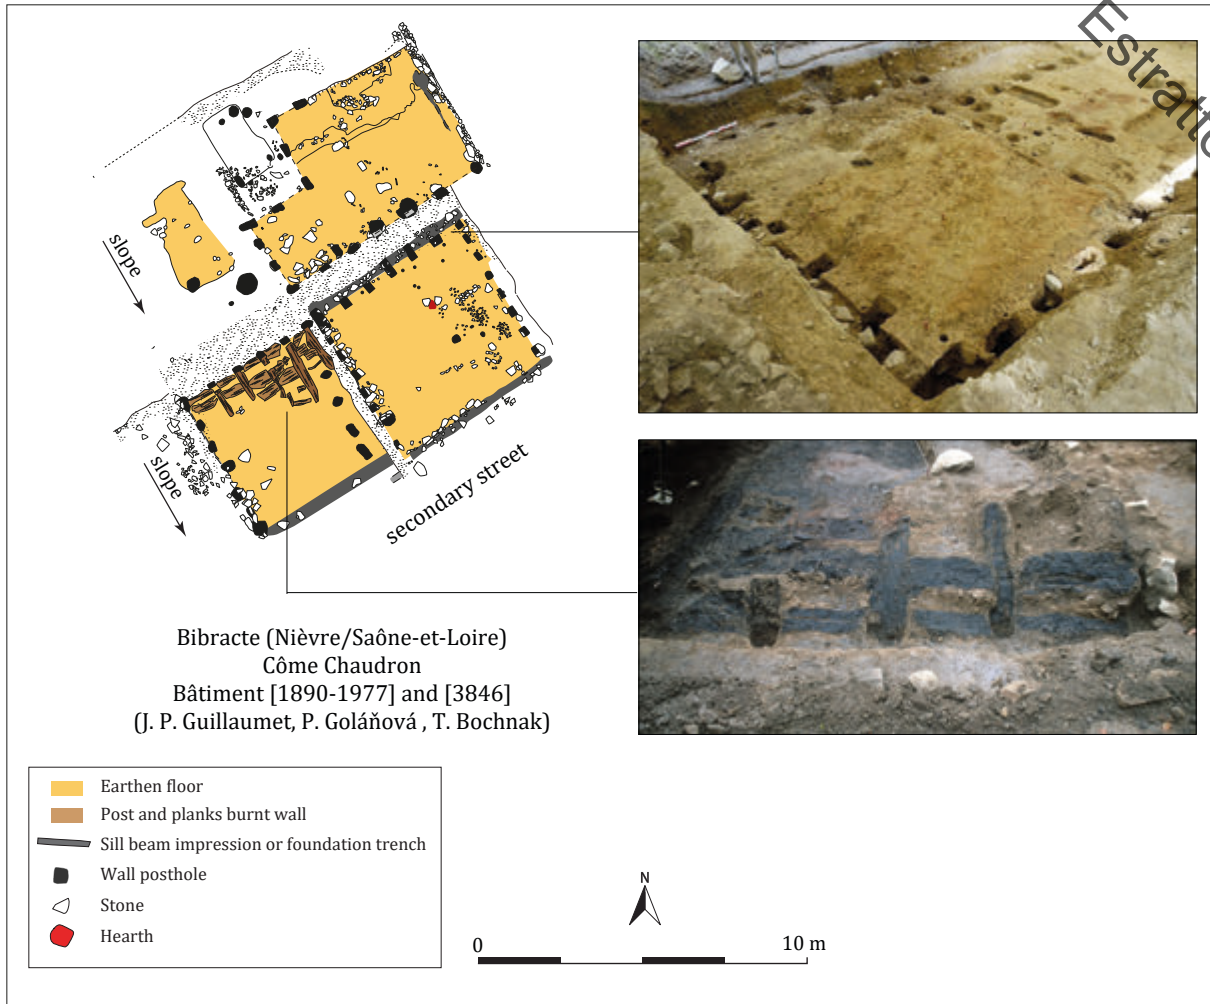 Estratto
slope
slope
secondary street
Bibracte (Nièvre/Saône-et-Loire)
Côme Chaudron
Bâtiment [1890-1977] and [3846]
(J. P. Guillaumet, P. Goláňová , T. Bochnak)
Earthen floor
Post and planks burnt wall
Sill beam impression or foundation trench
Wall posthole
Stone
Hearth
N
0 10 m